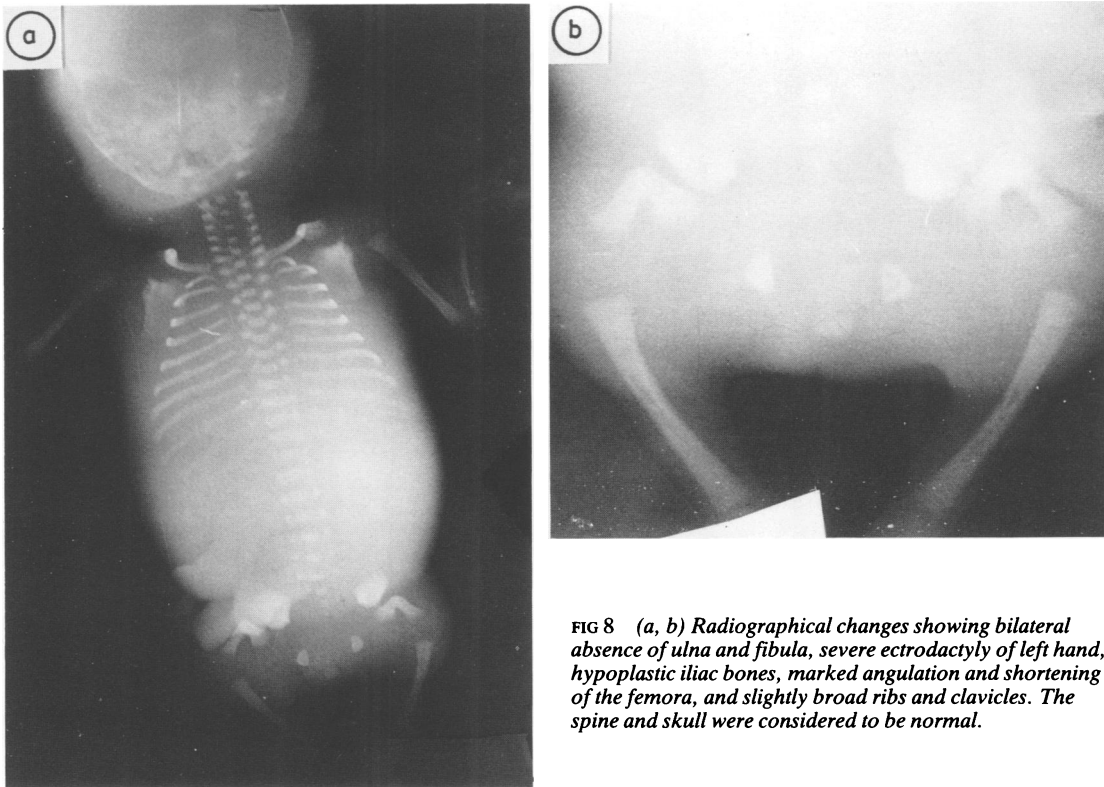 a
b
FIG 8 (a, b) Radiographical changes showing bilateral
absence of ulna and fibula, severe ectrodactyly of left hand,
hypoplastic iliac bones, marked angulation and shortening
of the femora, and slightly broad ribs and clavicles. The
spine and skull were considered to be normal.